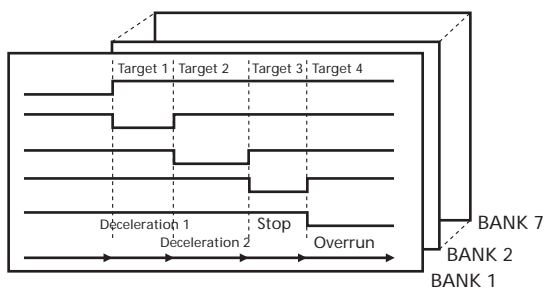 Target 1 Target 2 Target 3 Target 4
Deceleration 1 Stop
Deceleration 2 Overrun
BANK 7
BANK 2
BANK 1